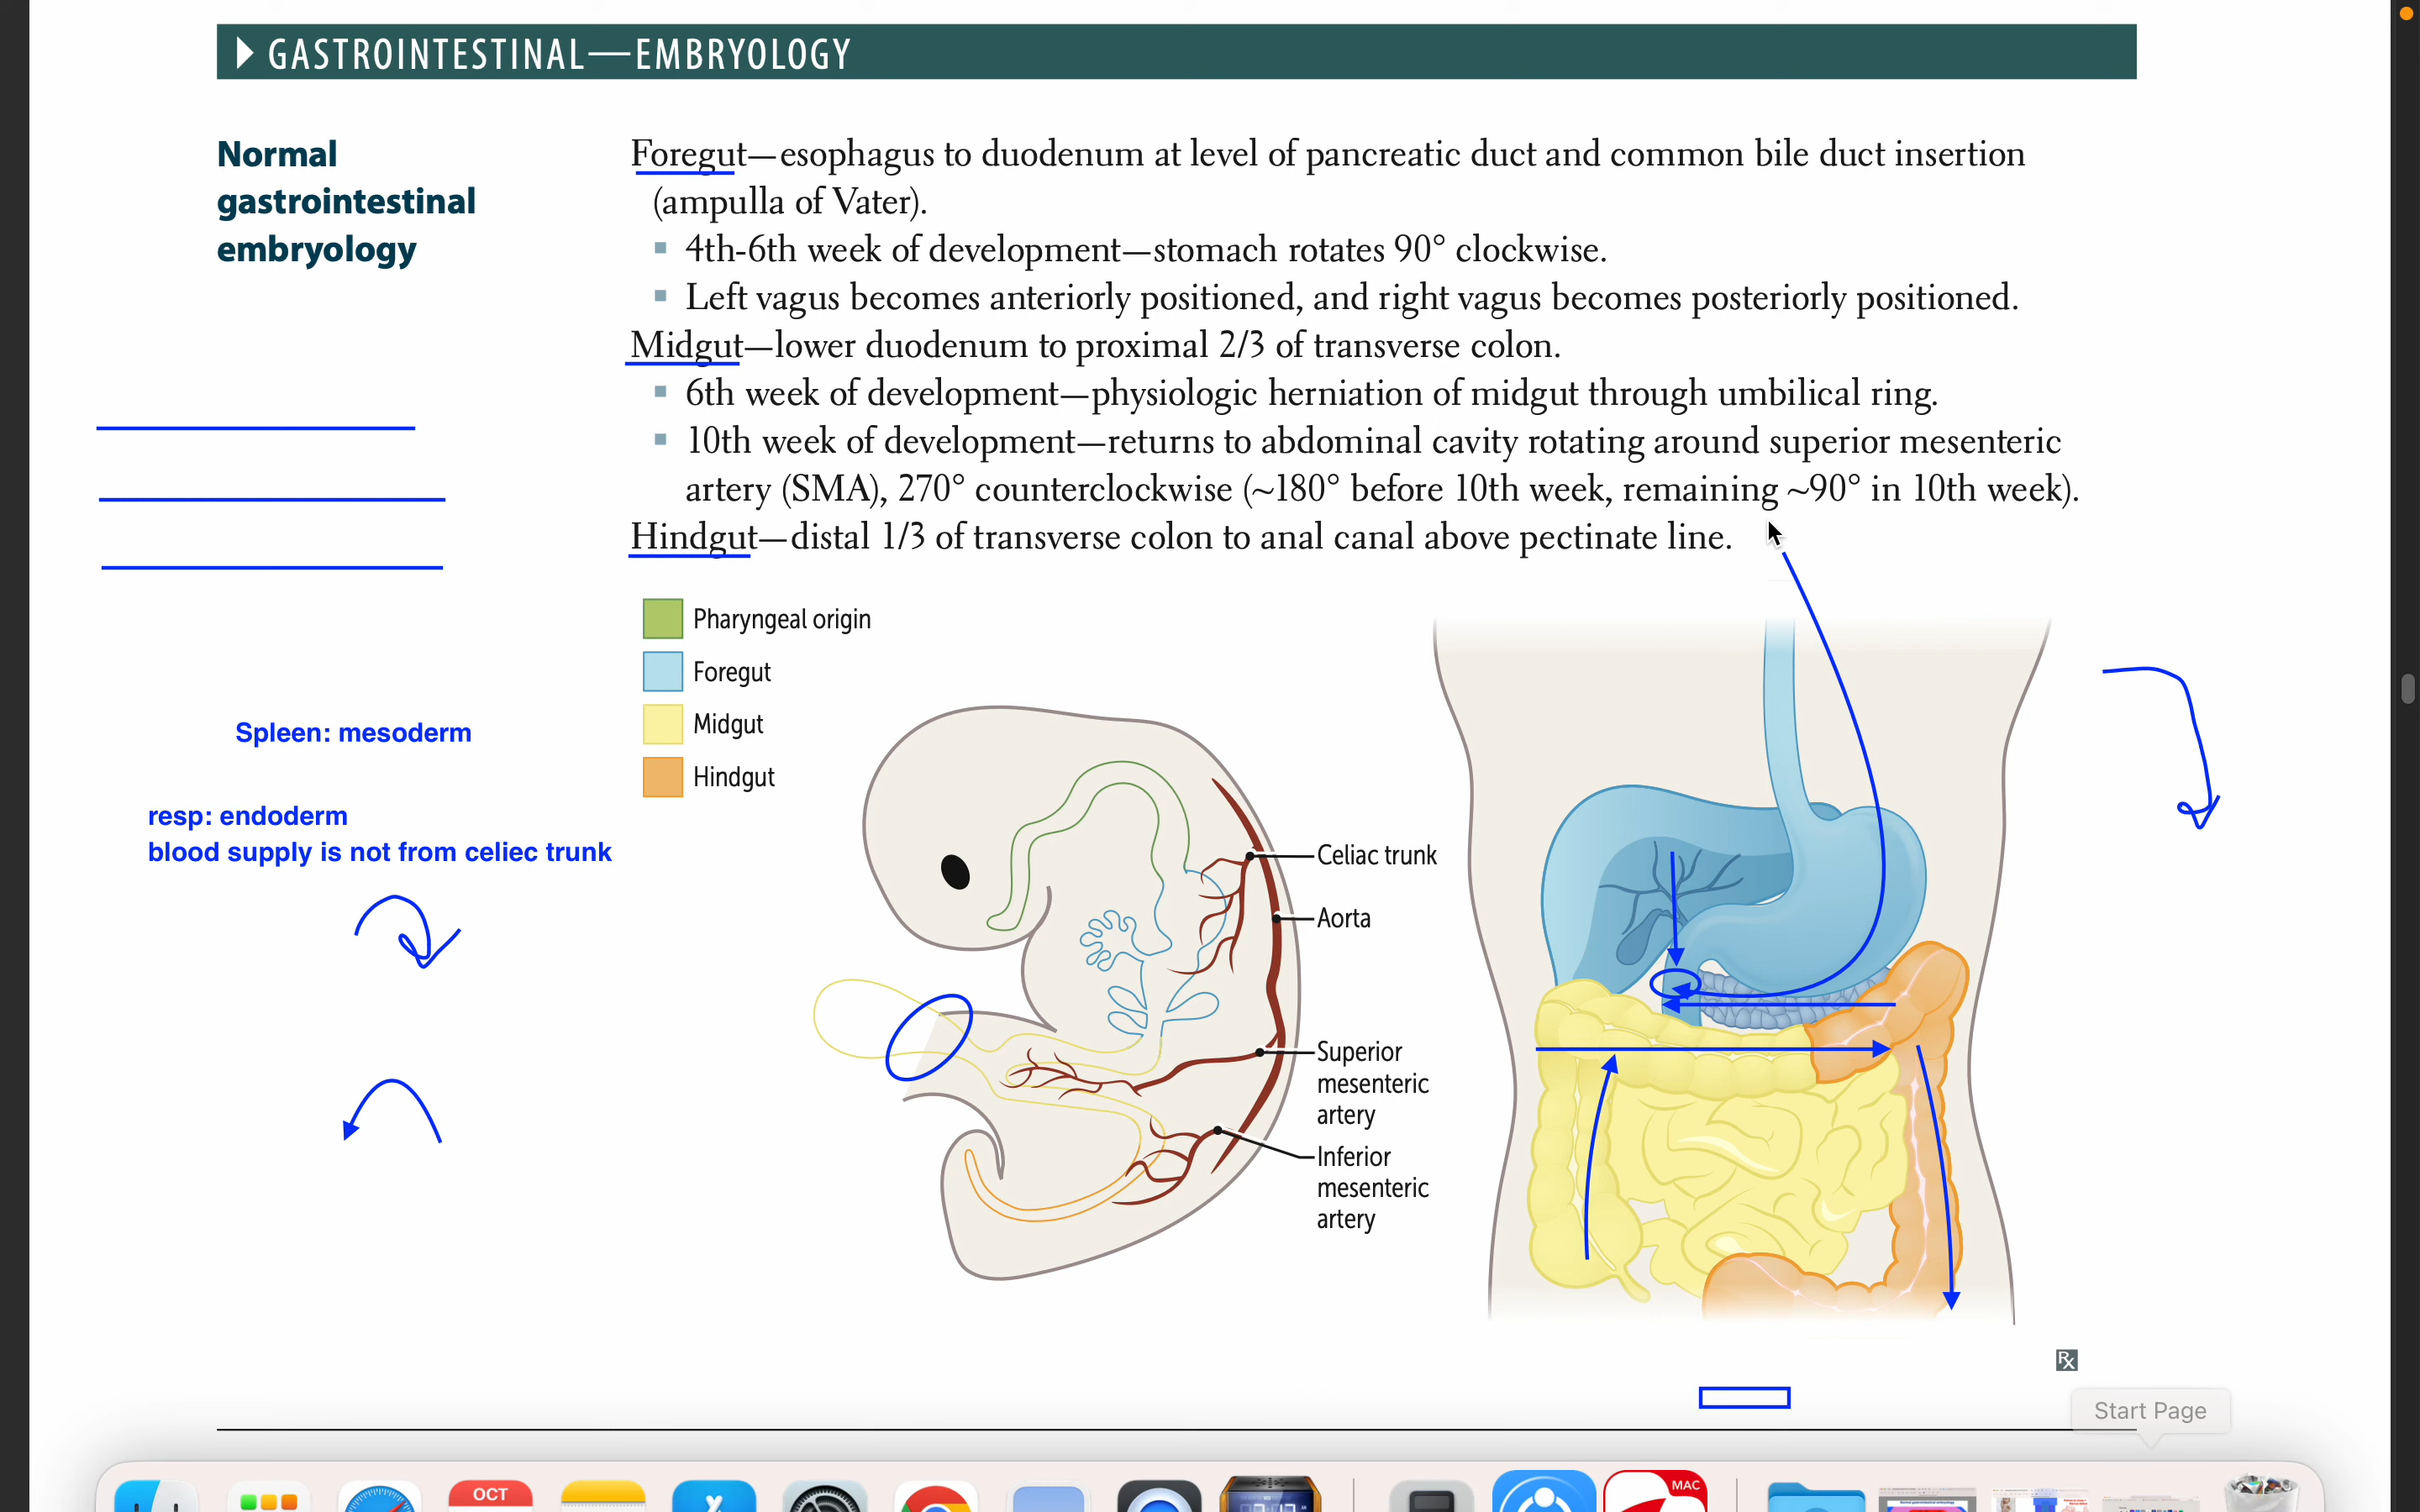 GASTROINTESTINAL—EMBRYOLOGY
Normal
gastrointestinal
embryology
Foregut—esophagus to duodenum at level of pancreatic duct and common bile duct insertion
(ampulla of Vater).
4th-6th week of development—stomach rotates 90° clockwise.
Left vagus becomes anteriorly positioned, and right vagus becomes posteriorly positioned.
Midgut—lower duodenum to proximal 2/3 of transverse colon.
6th week of development—physiologic herniation of midgut through umbilical ring.
10th week of development—returns to abdominal cavity rotating around superior mesenteric
artery (SMA), 270° counterclockwise (~180° before 10th week, remaining ~90° in 10th week).
Hindgut—distal 1/3 of transverse colon to anal canal above pectinate line.
Pharyngeal origin
Foregut
Midgut
Hindgut
Spleen: mesoderm
resp: endoderm
blood supply is not from celiec trunk
Celiac trunk
Aorta
Superior
mesenteric
artery
Inferior
mesenteric
artery
Rx
Start Page
OCT
MAC